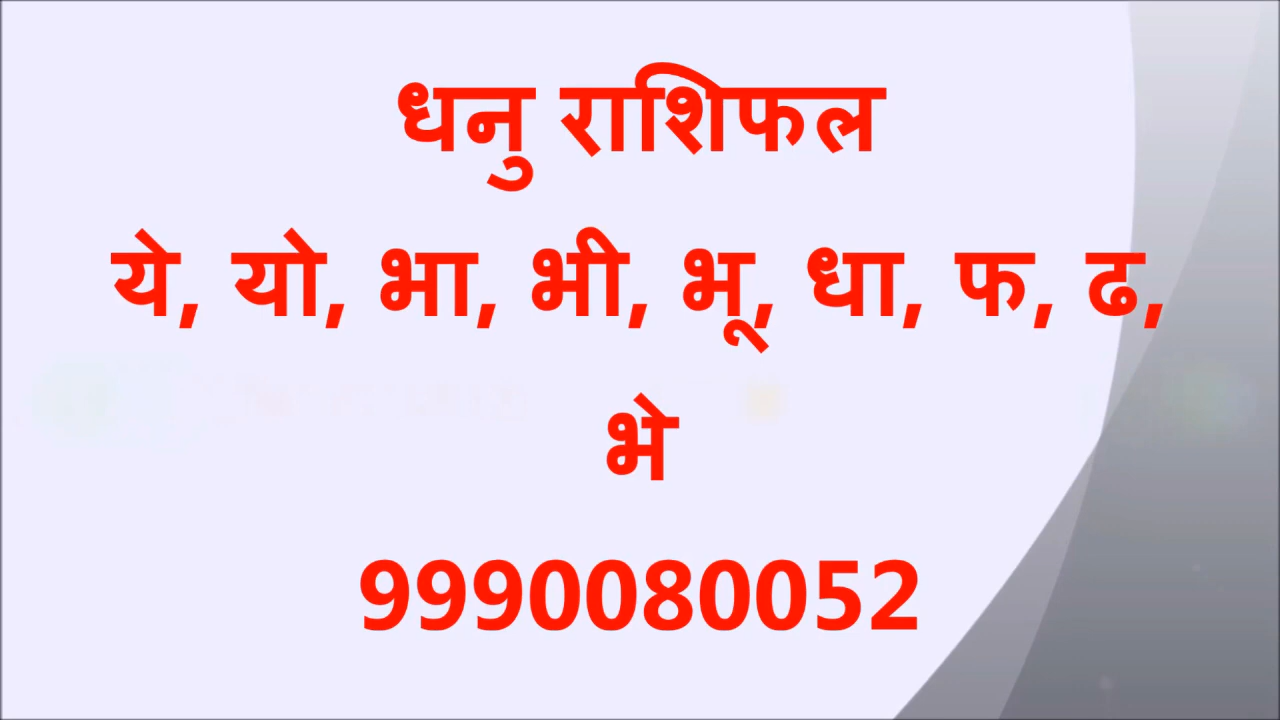 धनु राशिफल
ये, यो, भा, भी, भू, धा, फ, ढ,
भे
9990080052